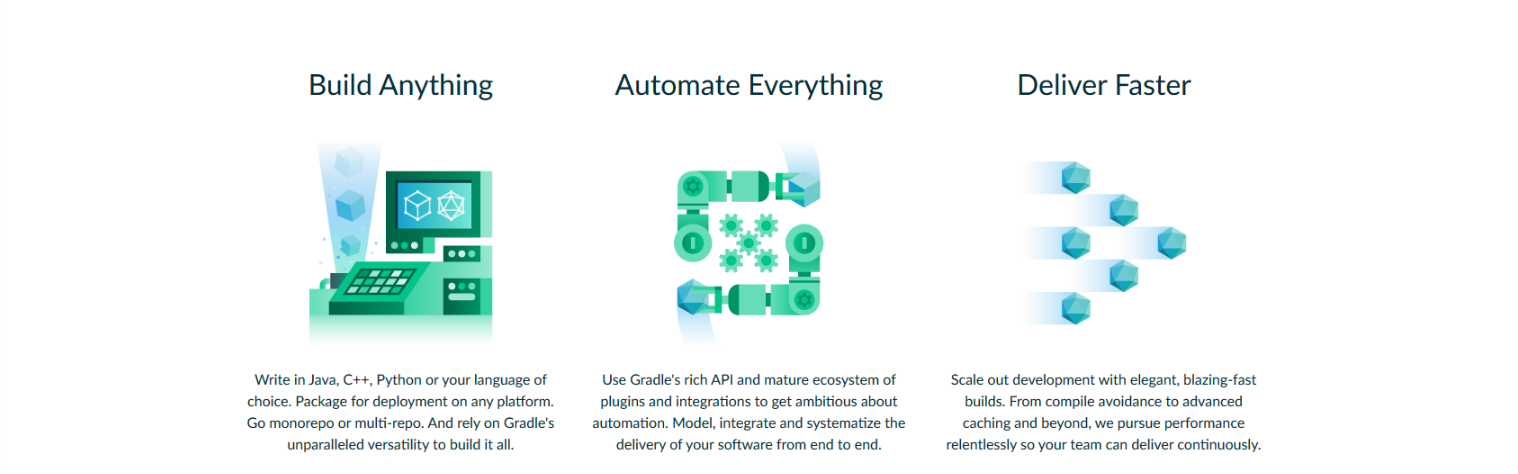 Build Anything
Automate Everything
Deliver Faster
Write in Java, C++, Python or your language of
choice. Package for deployment on any platform.
Go monorepo or multi-repo. And rely on Gradle's
unparalleled versatility to build it all.
Use Gradle's rich API and mature ecosystem of
plugins and integrations to get ambitious about
automation. Model, integrate and systematize the
delivery of your software from end to end.
Scale out development with elegant, blazing-fast
builds. From compile avoidance to advanced
caching and beyond, we pursue performance
relentlessly so your team can deliver continuously.